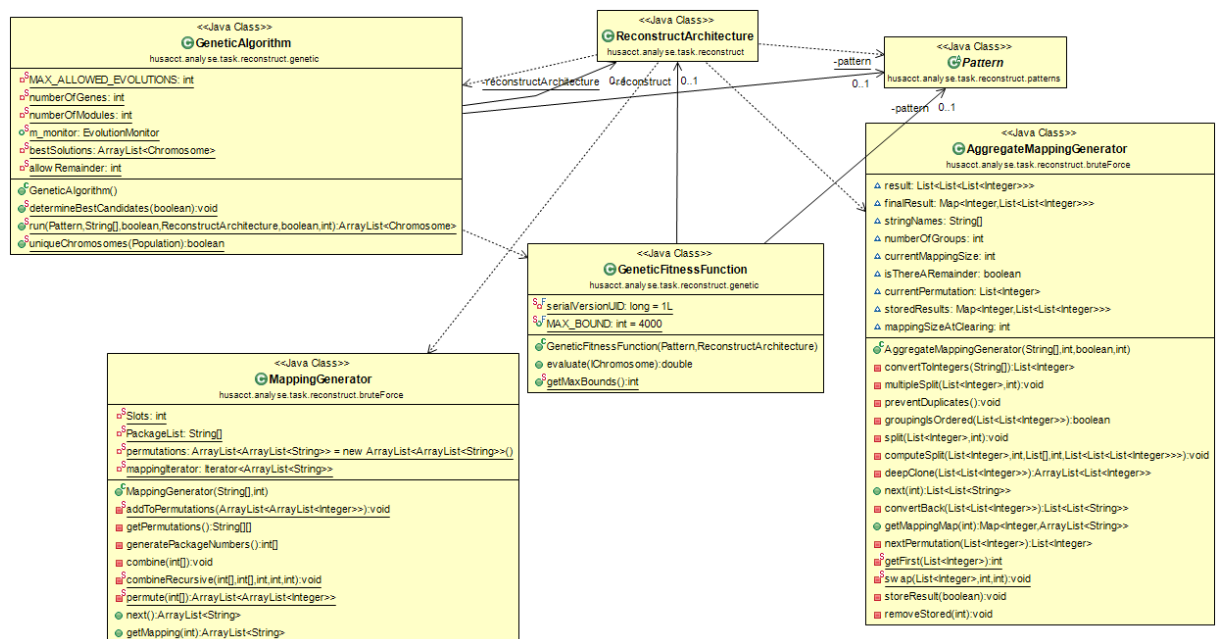 <<Java Class>>
GeneticAlgorithm
husacct.analyse.task.reconstruct.genetic
MAX_ALLOWED_EVOLUTIONS: int
numberOfGenes: int
numberOfModules: int
m_monitor: EvolutionMonitor
bestSolutions: ArrayList<Chromosome>
allowRemainder: int
GeneticAlgorithm()
determineBestCandidates(boolean):void
run(Pattern,String[],boolean,ReconstructArchitecture,boolean,int):ArrayList<Chromosome>
uniqueChromosomes(Population):boolean
<<Java Class>>
ReconstructArchitecture
husacct.analyse.task.reconstruct
<<Java Class>>
Pattern
husacct.analyse.task.reconstruct.patterns
-reconstructArchitecture
0..1
-reconstruct
0..1
-pattern
0..1
-pattern
0..1
<<Java Class>>
AggregateMappingGenerator
husacct.analyse.task.reconstruct.bruteForce
result: List<List<List<Integer>>>
finalResult: Map<Integer,List<List<Integer>>>
stringNames: String[]
numberOfGroups: int
currentMappingSize: int
isThereARemainder: boolean
currentPermutation: List<Integer>
storedResults: Map<Integer,List<List<Integer>>>
mappingSizeAtClearing: int
AggregateMappingGenerator(String[],int,boolean,int)
convertToIntegers(String[]):List<Integer>
multipleSplit(List<Integer>,int):void
preventDuplicates():void
groupingIsOrdered(List<List<Integer>>):boolean
split(List<Integer>,int):void
computeSplit(List<Integer>,int,List[],int,List<List<List<Integer>>>):void
deepClone(List<List<Integer>>):ArrayList<List<Integer>>
next(int):List<List<String>>
convertBack(List<List<Integer>>):List<List<String>>
getMappingMap(int):Map<Integer,ArrayList<String>>
nextPermutation(List<Integer>):List<Integer>
getFirst(List<Integer>):int
swap(List<Integer>,int,int):void
storeResult(boolean):void
removeStored(int):void
<<Java Class>>
GeneticFitnessFunction
husacct.analyse.task.reconstruct.genetic
serialVersionUID: long = 1L
MAX_BOUND: int = 4000
GeneticFitnessFunction(Pattern,ReconstructArchitecture)
evaluate(IChromosome):double
getMaxBounds():int
<<Java Class>>
MappingGenerator
husacct.analyse.task.reconstruct.bruteForce
Slots: int
PackageList: String[]
permutations: ArrayList<ArrayList<String>> = new ArrayList<ArrayList<String>>()
mappingIterator: Iterator<ArrayList<String>>
MappingGenerator(String[],int)
addToPermutations(ArrayList<ArrayList<Integer>>):void
getPermutations():String[][]
generatePackageNumbers():int[]
combine(int[]):void
combineRecursive(int[],int[],int,int,int):void
permute(int[]):ArrayList<ArrayList<Integer>>
next():ArrayList<String>
getMapping(int):ArrayList<String>